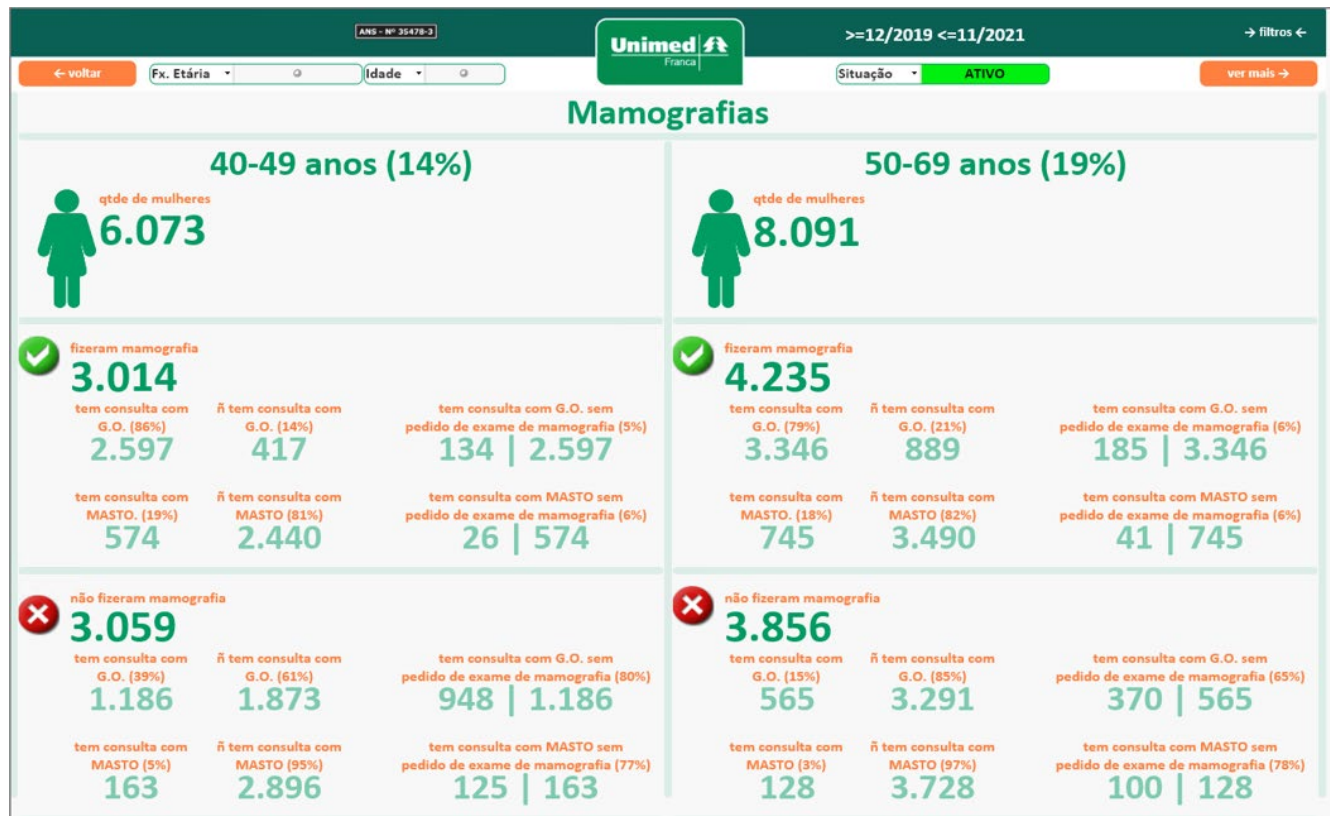 ANS - Nº 35478-3
Unimed
Franca
>=12/2019 <=11/2021
→ filtros ←
← voltar
Fx. Etária
Idade
Situação
ATIVO
ver mais →
Mamografias
40-49 anos (14%)
qtde de mulheres
6.073
fizeram mamografia
3.014
tem consulta com
G.O. (86%)
2.597
ñ tem consulta com
G.O. (14%)
417
tem consulta com G.O. sem
pedido de exame de mamografia (5%)
134 | 2.597
tem consulta com
MASTO. (19%)
574
ñ tem consulta com
MASTO (81%)
2.440
tem consulta com MASTO sem
pedido de exame de mamografia (6%)
26 | 574
não fizeram mamografia
3.059
tem consulta com
G.O. (39%)
1.186
ñ tem consulta com
G.O. (61%)
1.873
tem consulta com G.O. sem
pedido de exame de mamografia (80%)
948 | 1.186
tem consulta com
MASTO (5%)
163
ñ tem consulta com
MASTO (95%)
2.896
tem consulta com MASTO sem
pedido de exame de mamografia (77%)
125 | 163
50-69 anos (19%)
qtde de mulheres
8.091
fizeram mamografia
4.235
tem consulta com
G.O. (79%)
3.346
ñ tem consulta com
G.O. (21%)
889
tem consulta com G.O. sem
pedido de exame de mamografia (6%)
185 | 3.346
tem consulta com
MASTO. (18%)
745
ñ tem consulta com
MASTO (82%)
3.490
tem consulta com MASTO sem
pedido de exame de mamografia (6%)
41 | 745
não fizeram mamografia
3.856
tem consulta com
G.O. (15%)
565
ñ tem consulta com
G.O. (85%)
3.291
tem consulta com G.O. sem
pedido de exame de mamografia (65%)
370 | 565
tem consulta com
MASTO (3%)
128
ñ tem consulta com
MASTO (97%)
3.728
tem consulta com MASTO sem
pedido de exame de mamografia (78%)
100 | 128